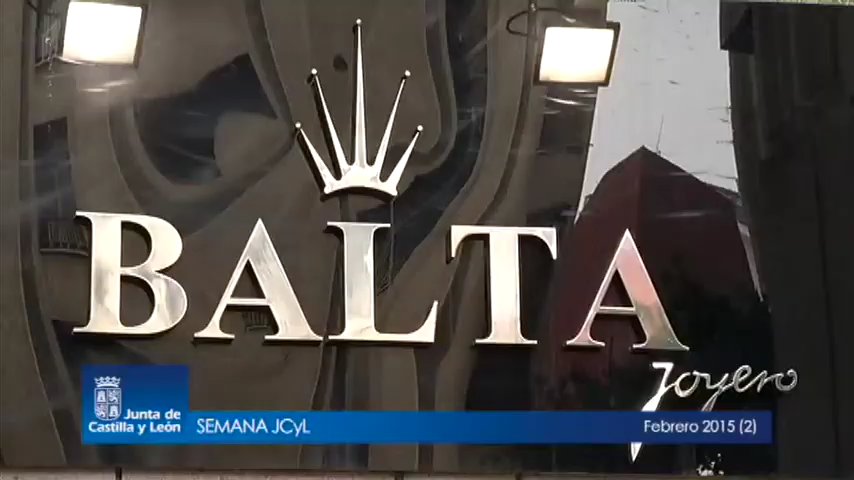 BALTA
Joyero
Junta de
Castilla y León
SEMANA JCyL
Febrero 2015 (2)